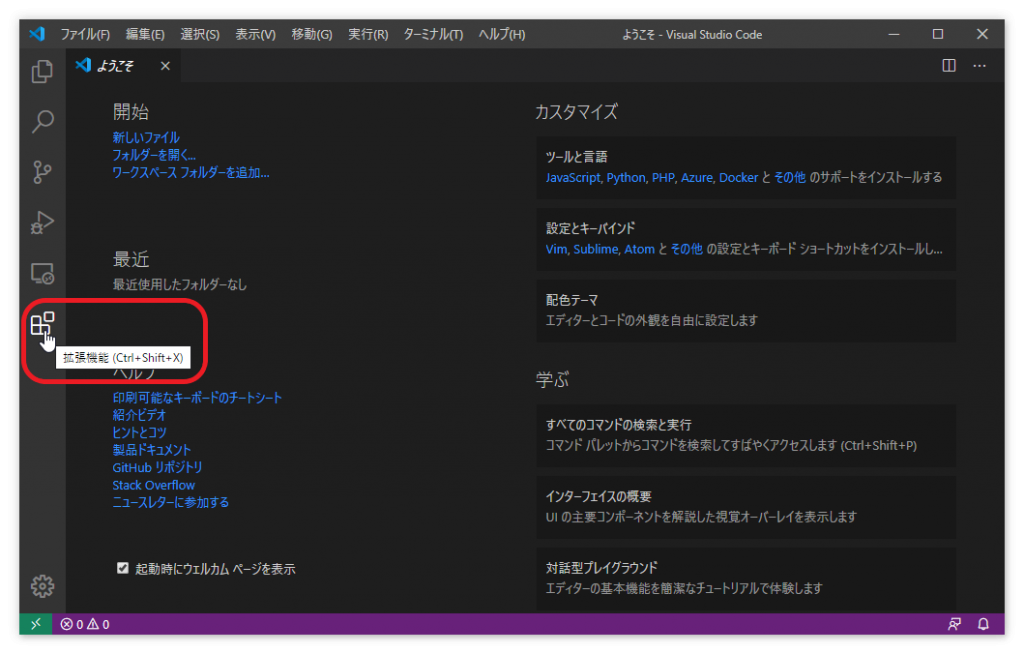 ファイル(F) 編集(E) 選択(S) 表示(V) 移動(G) 実行(R) ターミナル(T) ヘルプ(H) ようこそ - Visual Studio Code
ようこそ
開始
新しいファイル
フォルダーを開く...
ワークスペース フォルダーを追加...
最近
最近使用したフォルダーなし
拡張機能 (Ctrl+Shift+X)
ヘルプ
印刷可能なキーボードのチートシート
紹介ビデオ
ヒントとコツ
製品ドキュメント
GitHub リポジトリ
Stack Overflow
ニュースレターに参加する
起動時にウェルカム ページを表示
カスタマイズ
ツールと言語
JavaScript, Python, PHP, Azure, Docker と その他 のサポートをインストールする
設定とキーバインド
Vim, Sublime, Atom と その他 の設定とキーボード ショートカットをインストールし...
配色テーマ
エディターとコードの外観を自由に設定します
学ぶ
すべてのコマンドの検索と実行
コマンド パレットからコマンドを検索してすばやくアクセスします (Ctrl+Shift+P)
インターフェイスの概要
UI の主要コンポーネントを解説した視覚オーバーレイを表示します
対話型プレイグラウンド
エディターの基本機能を簡潔なチュートリアルで体験します
0 0